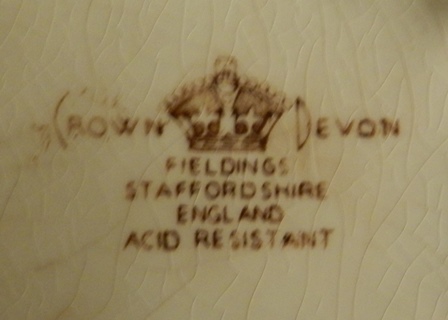 CROWN DEVON
FIELDINGS
STAFFORDSHIRE
ENGLAND
ACID RESISTANT